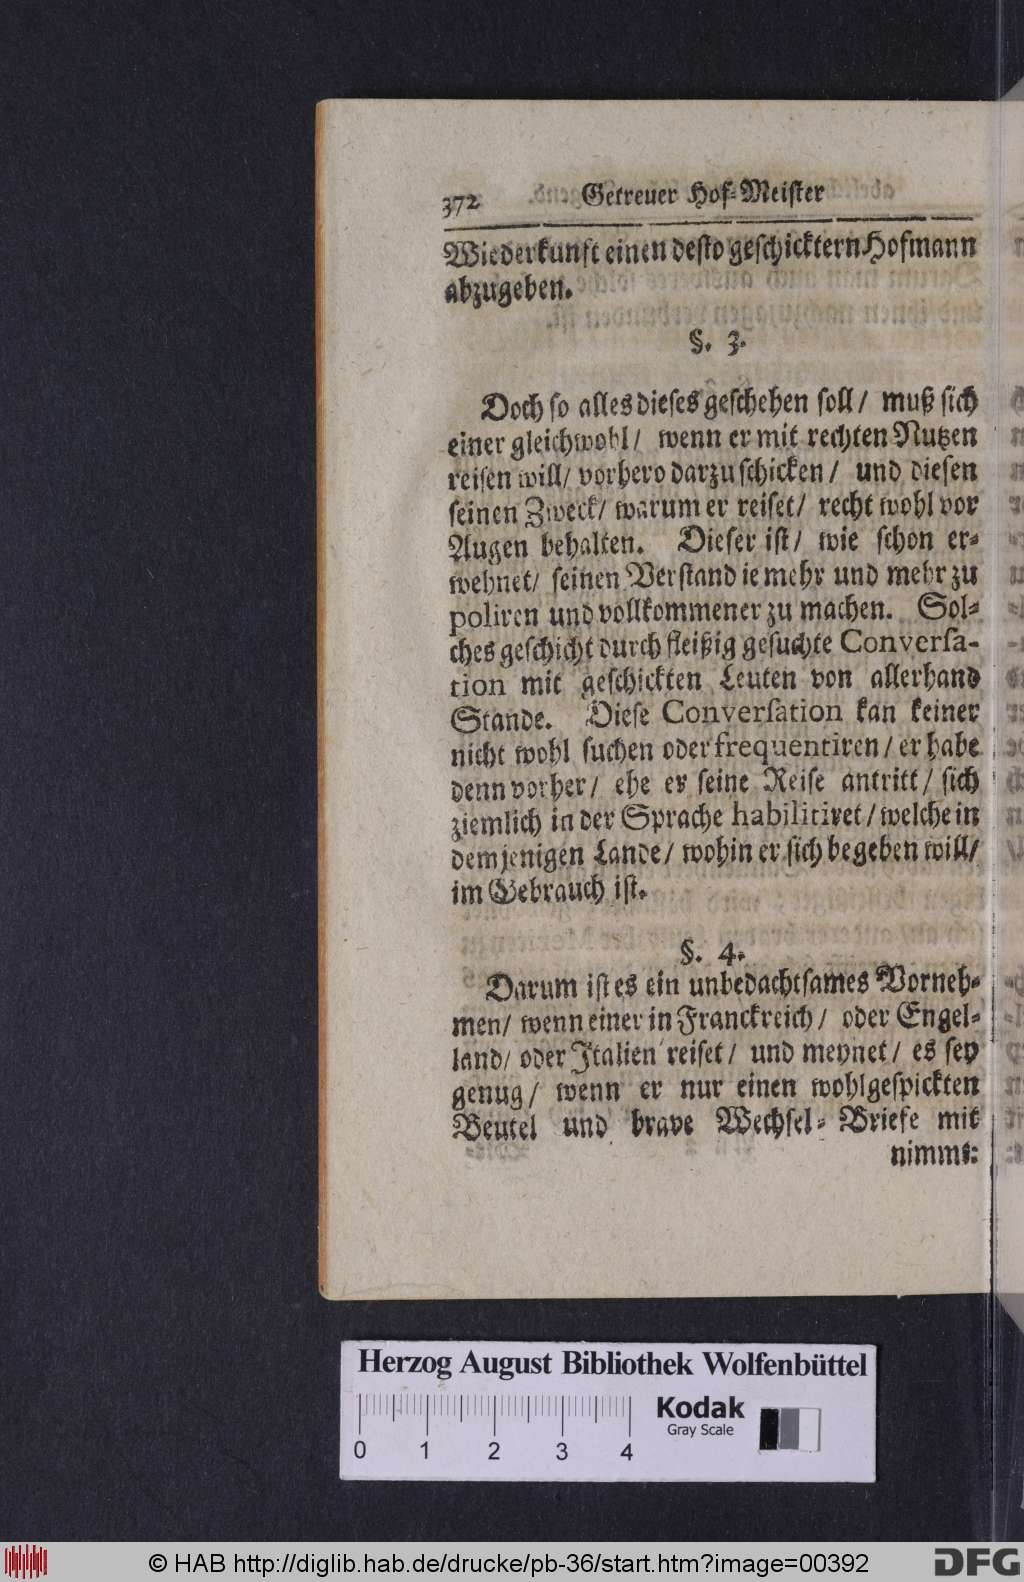 372 Getreuer Hof-Meister
Wiederkunft einen desto geschicktern Hofmann
abzugeben.
§. 3.
Doch so alles dieses geschehen soll / muß sich
einer gleichwohl / wenn er mit rechten Nutzen
reisen will / vorhero darzu schicken / und diesen
seinen Zweck / warum er reiset / recht wohl vor
Augen behalten. Dieser ist / wie schon er-
wehnet / seinen Verstand ie mehr und mehr zu
poliren und vollkommener zu machen. Sol-
ches geschicht durch fleißig gesuchte Conversa-
tion mit geschickten Leuten von allerhand
Stande. Diese Conversation kan keiner
nicht wohl suchen oder frequentiren / er habe
denn vorher / ehe er seine Reise antritt / sich
ziemlich in der Sprache habilitiret / welche in
demjenigen Lande / wohin er sich begeben will /
im Gebrauch ist.
§. 4.
Darum ist es ein unbedachtsames Vorneh-
men / wenn einer in Franckreich / oder Engel-
land / oder Italien reiset / und meynet / es sey
genug / wenn er nur einen wohlgespickten
Beutel und brave Wechsel-Briefe mit
nimmt:
Herzog August Bibliothek Wolfenbüttel
Kodak
Gray Scale
0 1 2 3 4
© HAB http://diglib.hab.de/drucke/pb-36/start.htm?image=00392
DFG